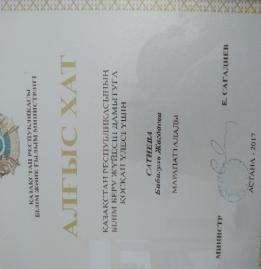 ҚАЗАҚСТАН РЕСПУБЛИКАСЫ
БІЛІМ ЖӘНЕ ҒЫЛЫМ МИНИСТРЛІГІ
АЛҒЫС ХАТ
ҚАЗАҚСТАН РЕСПУБЛИКАСЫНЫҢ
БІЛІМ БЕРУ ЖҮЙЕСІН ДАМЫТУҒА
ҚОСҚАН ҮЛЕСІ ҮШІН
САТИЕВА
МАРАПАТТАЛАДЫ
МИНИСТР Е. САҒАДИЕВ
АСТАНА - 2017